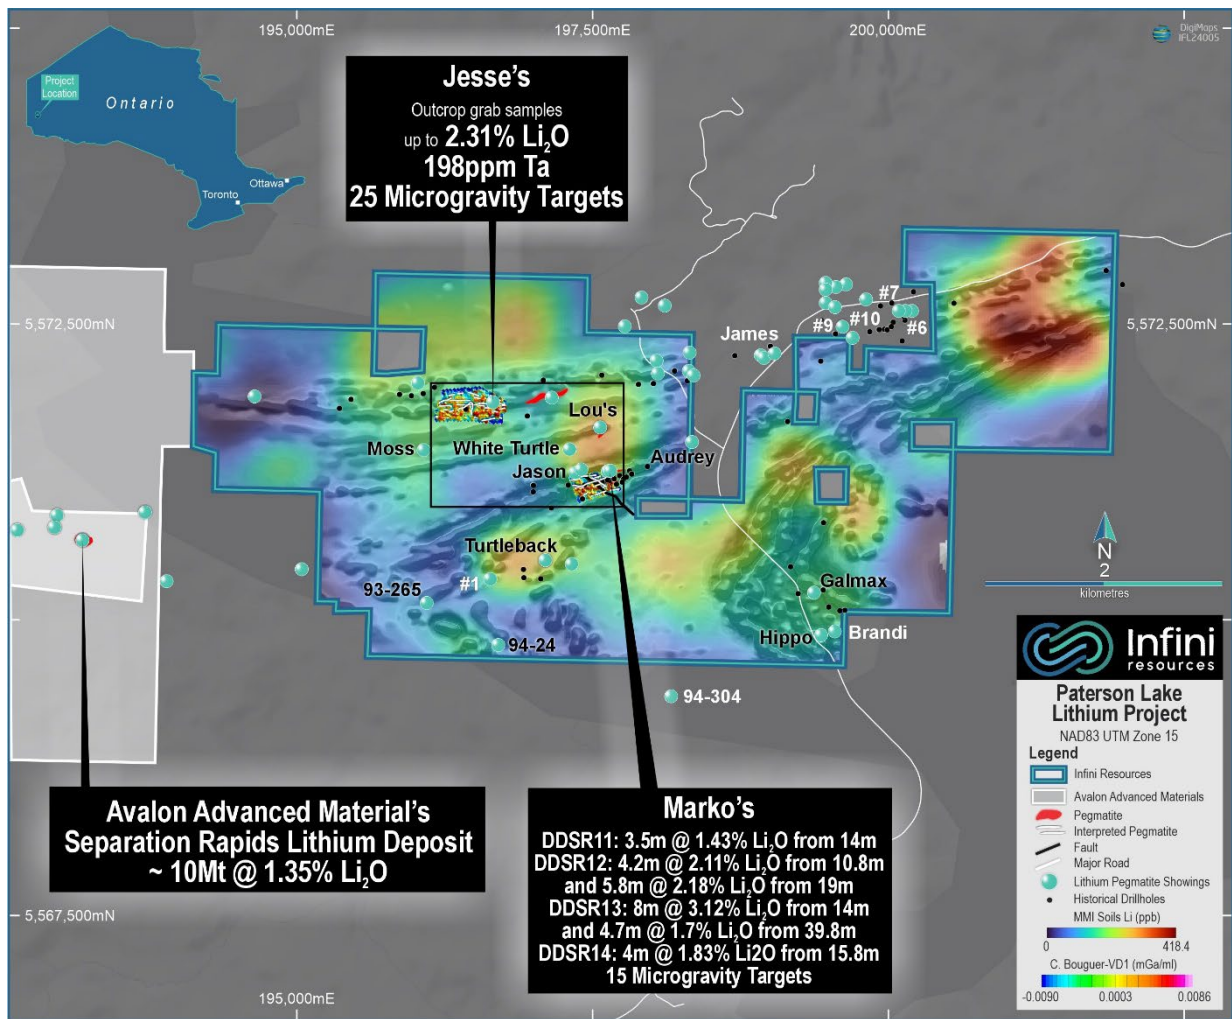 195,000mE
197,500mE
200,000mE
DigiMaps
IFL24005
Project
Location
Ontario
Ottawa
Toronto
Jesse's
Outcrop grab samples
up to 2.31% Li₂O
198ppm Ta
25 Microgravity Targets
5,572,500mN
5,572,500mN
#7
#10
#9
#6
James
Lou's
Moss
White Turtle
Audrey
Jason
Turtleback
#1
93-265
94-24
Galmax
Hippo
Brandi
94-304
N
2
kilometres
Avalon Advanced Material's
Separation Rapids Lithium Deposit
~ 10Mt @ 1.35% Li₂O
Marko's
DDSR11: 3.5m @ 1.43% Li₂O from 14m
DDSR12: 4.2m @ 2.11% Li₂O from 10.8m
and 5.8m @ 2.18% Li₂O from 19m
DDSR13: 8m @ 3.12% Li₂O from 14m
and 4.7m @ 1.7% Li₂O from 39.8m
DDSR14: 4m @ 1.83% Li2O from 15.8m
15 Microgravity Targets
5,567,500mN
195,000mE
Infini
resources
Paterson Lake
Lithium Project
NAD83 UTM Zone 15
Legend
Infini Resources
Avalon Advanced Materials
Pegmatite
Interpreted Pegmatite
Fault
Major Road
Lithium Pegmatite Showings
Historical Drillholes
MMI Soils Li (ppb)
0 418.4
C. Bouguer-VD1 (mGa/ml)
-0.0090 0.0003 0.0086